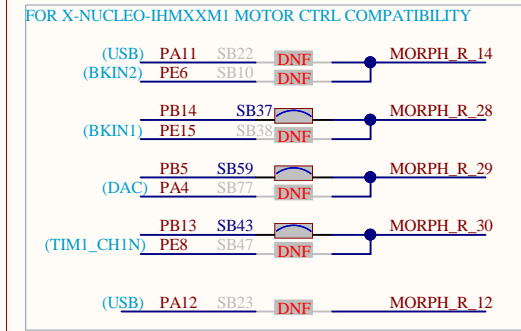 FOR X-NUCLEO-IHMXXM1 MOTOR CTRL COMPATIBILITY
(USB) PA11 SB22 DNF MORPH_R_14
(BKIN2) PE6 SB10 DNF
PB14 SB37 MORPH_R_28
(BKIN1) PE15 SB38 DNF
PB5 SB59 MORPH_R_29
(DAC) PA4 SB77 DNF
PB13 SB43 MORPH_R_30
(TIM1_CH1N) PE8 SB47 DNF
(USB) PA12 SB23 DNF MORPH_R_12